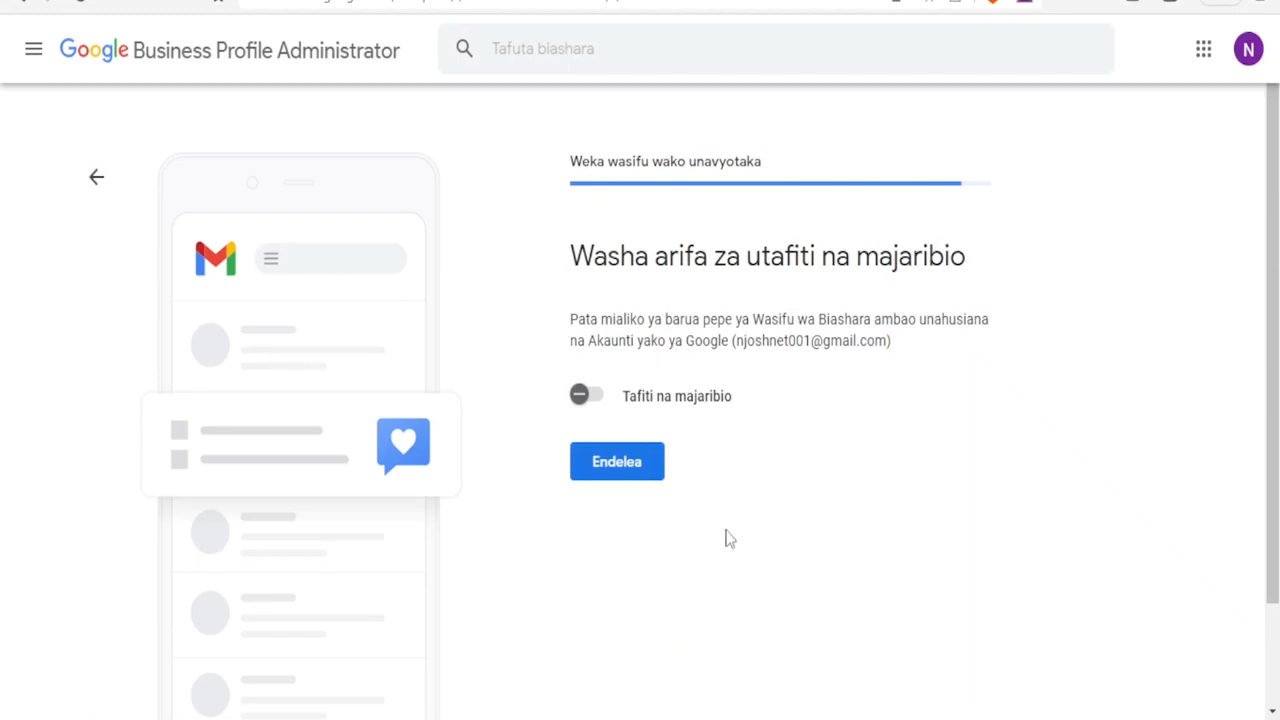 Google Business Profile Administrator
Tafuta biashara
N
Weka wasifu wako unavyotaka
Washa arifa za utafiti na majaribio
Pata mialiko ya barua pepe ya Wasifu wa Biashara ambao unahusiana
na Akaunti yako ya Google (njoshnet001@gmail.com)
Tafiti na majaribio
Endelea